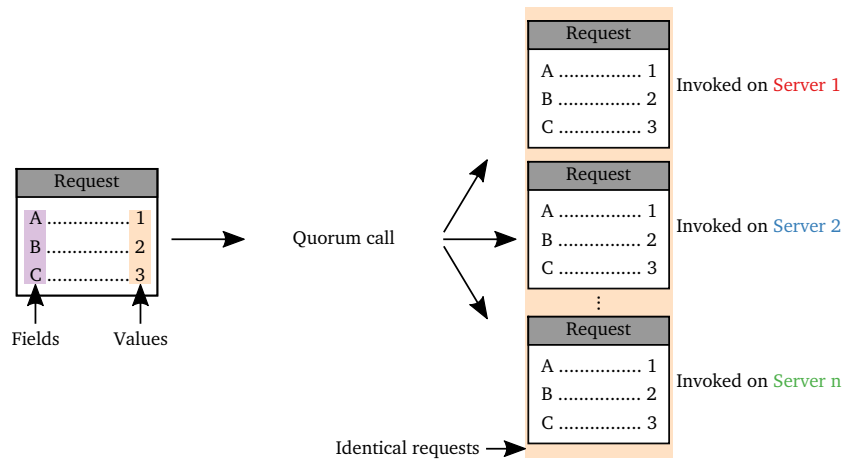 Request
A ................ 1
B ................ 2
C ................ 3
Fields
Values
Quorum call
Request
A ................ 1
B ................ 2
C ................ 3
Invoked on Server 1
Request
A ................ 1
B ................ 2
C ................ 3
Invoked on Server 2
⋮
Request
A ................ 1
B ................ 2
C ................ 3
Invoked on Server n
Identical requests